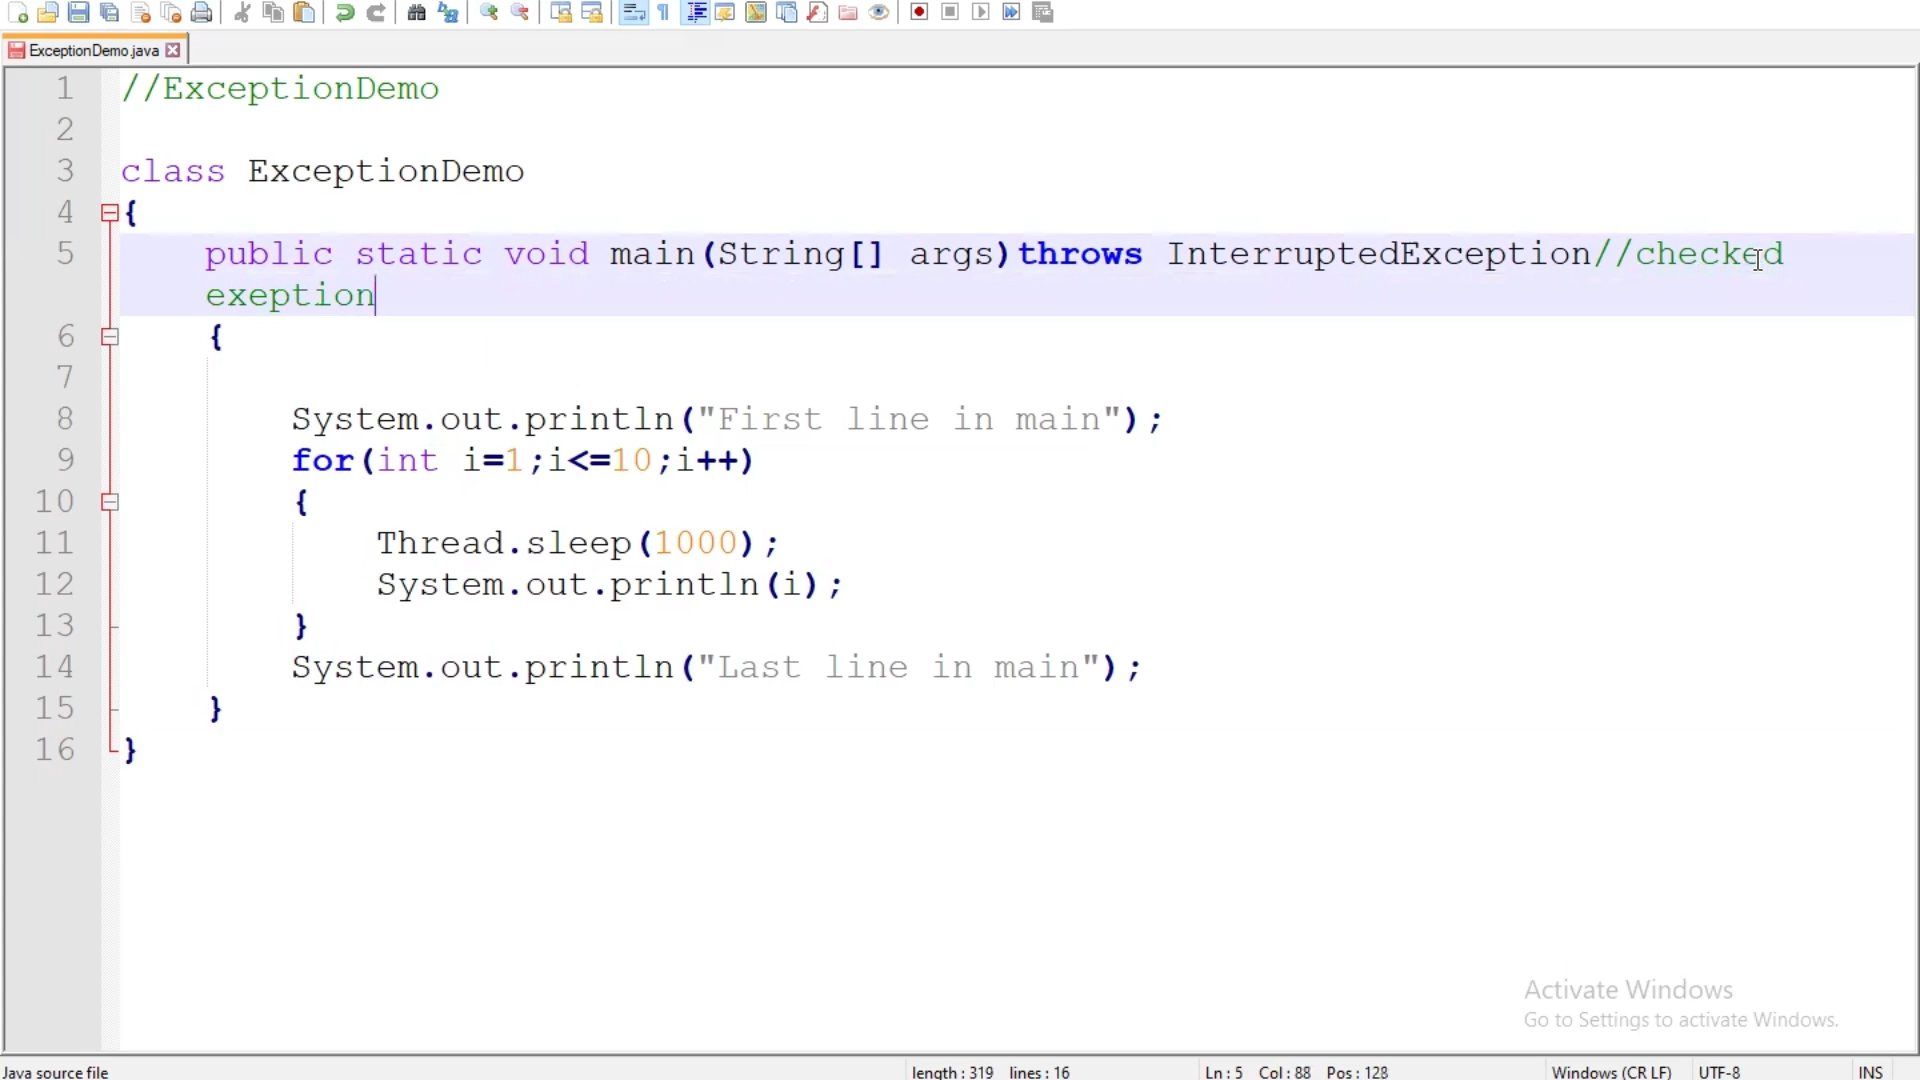 ExceptionDemo.java
1 //ExceptionDemo
2
3 class ExceptionDemo
4 {
5 public static void main(String[] args)throws InterruptedException//checked
exeption
6 {
7
8 System.out.println("First line in main");
9 for(int i=1;i<=10;i++)
10 {
11 Thread.sleep(1000);
12 System.out.println(i);
13 }
14 System.out.println("Last line in main");
15 }
16 }
Activate Windows
Go to Settings to activate Windows.
Java source file length : 319 lines : 16 Ln : 5 Col : 88 Pos : 128 Windows (CR LF) UTF-8 INS